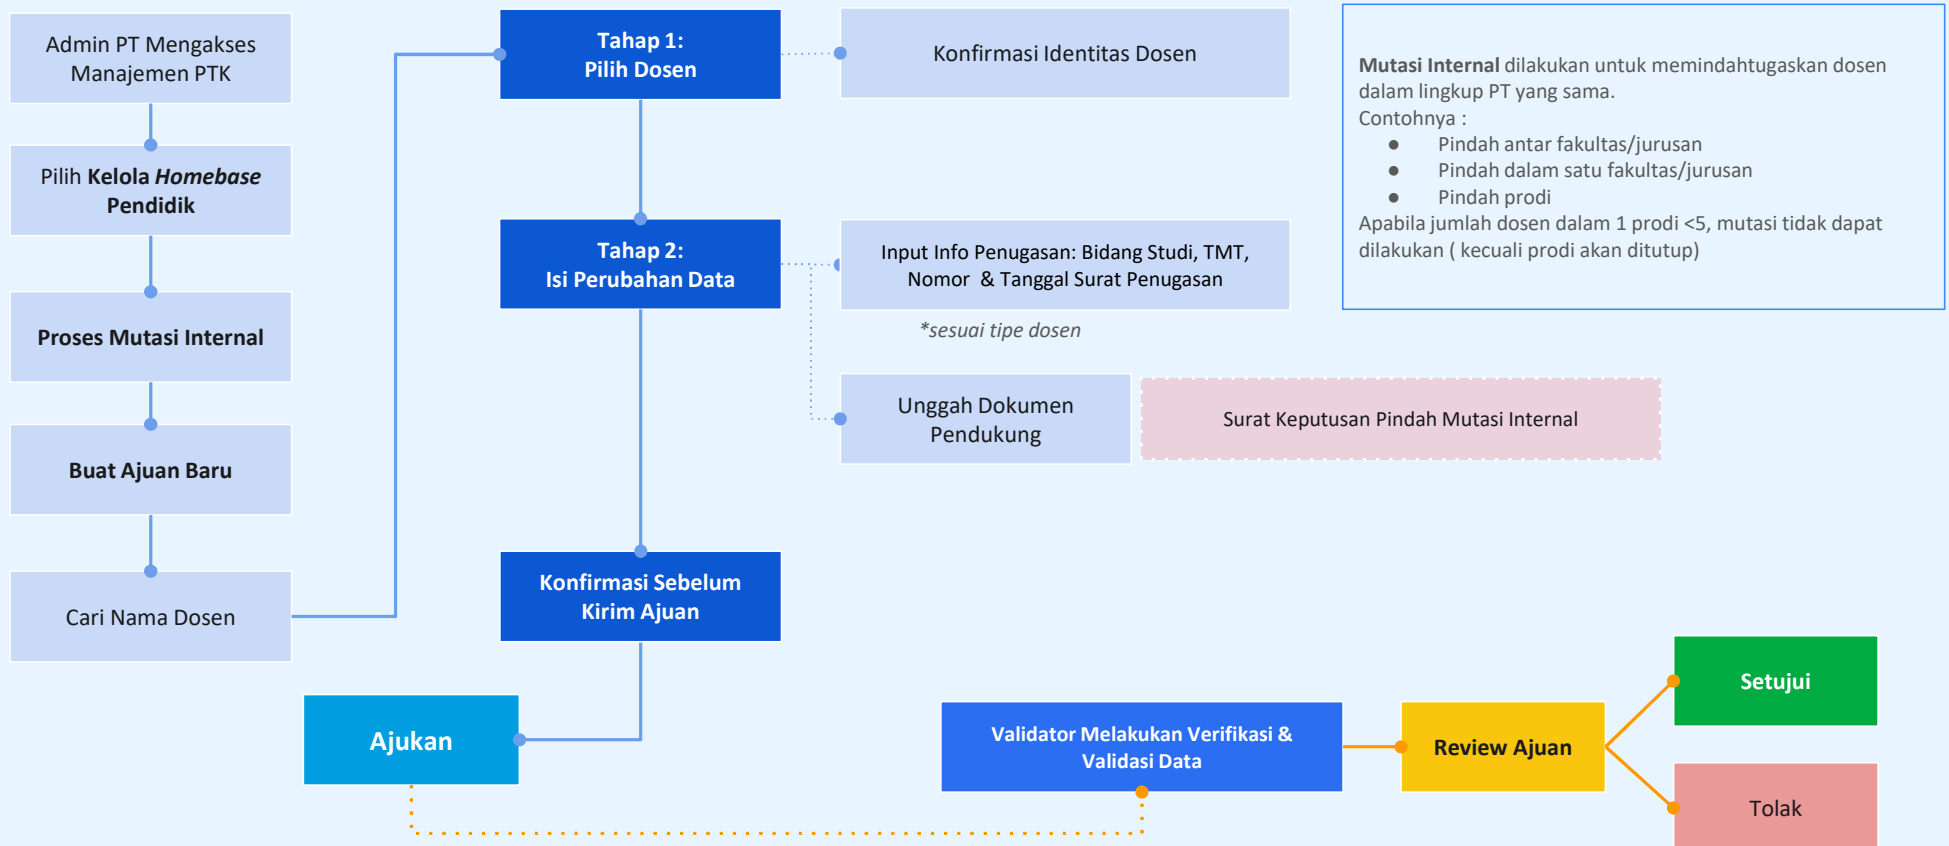 Admin PT Mengakses
Manajemen PTK
Pilih Kelola Homebase
Pendidik
Proses Mutasi Internal
Buat Ajuan Baru
Cari Nama Dosen
Tahap 1:
Pilih Dosen
Konfirmasi Identitas Dosen
Tahap 2:
Isi Perubahan Data
Input Info Penugasan: Bidang Studi, TMT,
Nomor & Tanggal Surat Penugasan
*sesuai tipe dosen
Unggah Dokumen
Pendukung
Surat Keputusan Pindah Mutasi Internal
Konfirmasi Sebelum
Kirim Ajuan
Ajukan
Validator Melakukan Verifikasi &
Validasi Data
Review Ajuan
Setujui
Tolak
Mutasi Internal dilakukan untuk memindahtugaskan dosen
dalam lingkup PT yang sama.
Contohnya :
● Pindah antar fakultas/jurusan
● Pindah dalam satu fakultas/jurusan
● Pindah prodi
Apabila jumlah dosen dalam 1 prodi <5, mutasi tidak dapat
dilakukan ( kecuali prodi akan ditutup)